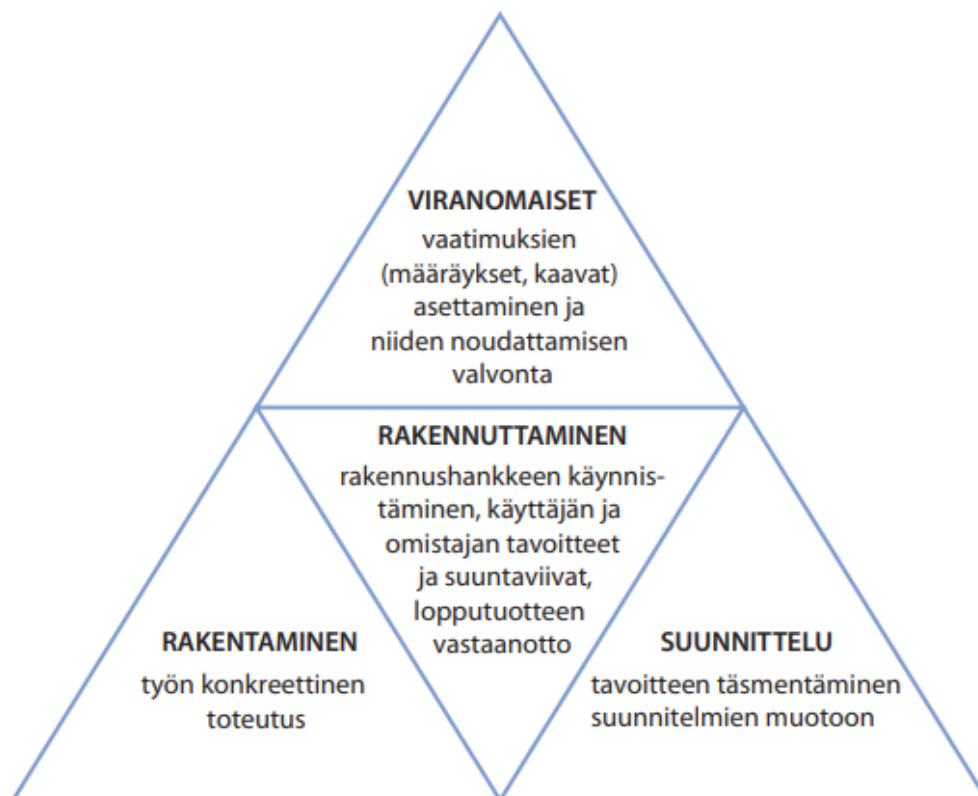 VIRANOMAISET
vaatimuksien
(määräykset, kaavat)
asettaminen ja
niiden noudattamisen
valvonta
RAKENNUTTAMINEN
rakennushankkeen käynnis-
täminen, käyttäjän ja
omistajan tavoitteet
ja suuntaviivat,
lopputuotteen
vastaanotto
RAKENTAMINEN
työn konkreettinen
toteutus
SUUNNITTELU
tavoitteen täsmentäminen
suunnitelmien muotoon